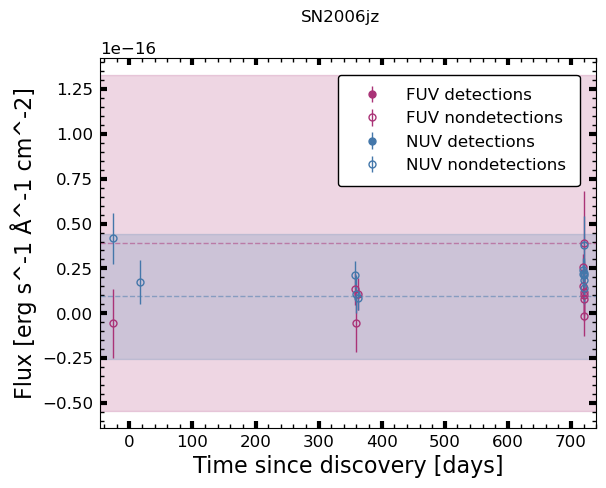 SN2006jz
1e−16
FUV detections
FUV nondetections
NUV detections
NUV nondetections
1.25
1.00
0.75
0.50
0.25
0.00
−0.25
−0.50
Flux [erg s^-1 Å^-1 cm^-2]
0 100 200 300 400 500 600 700
Time since discovery [days]